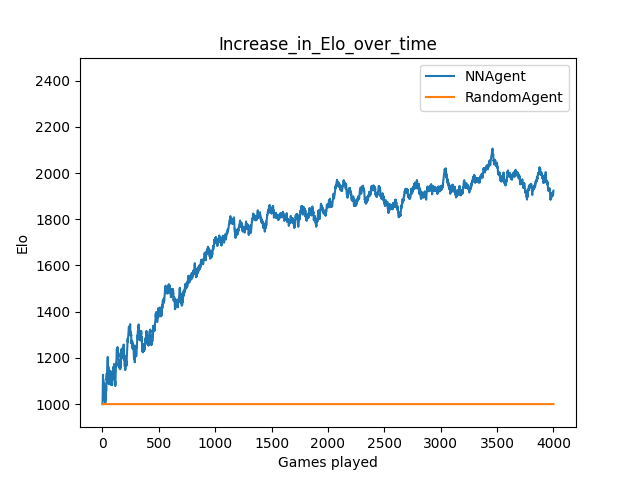 Increase_in_Elo_over_time
NNAgent
RandomAgent
2400
2200
2000
1800
1600
1400
1200
1000
Elo
0 500 1000 1500 2000 2500 3000 3500 4000
Games played